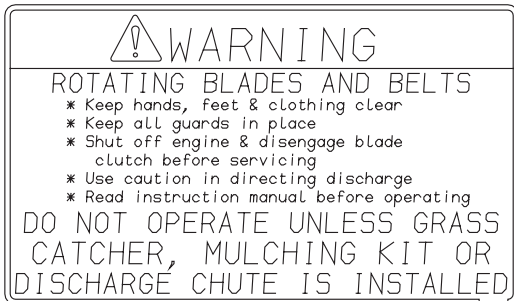 WARNING
ROTATING BLADES AND BELTS
* Keep hands, feet & clothing clear
* Keep all guards in place
* Shut off engine & disengage blade
clutch before servicing
* Use caution in directing discharge
* Read instruction manual before operating
DO NOT OPERATE UNLESS GRASS
CATCHER, MULCHING KIT OR
DISCHARGE CHUTE IS INSTALLED